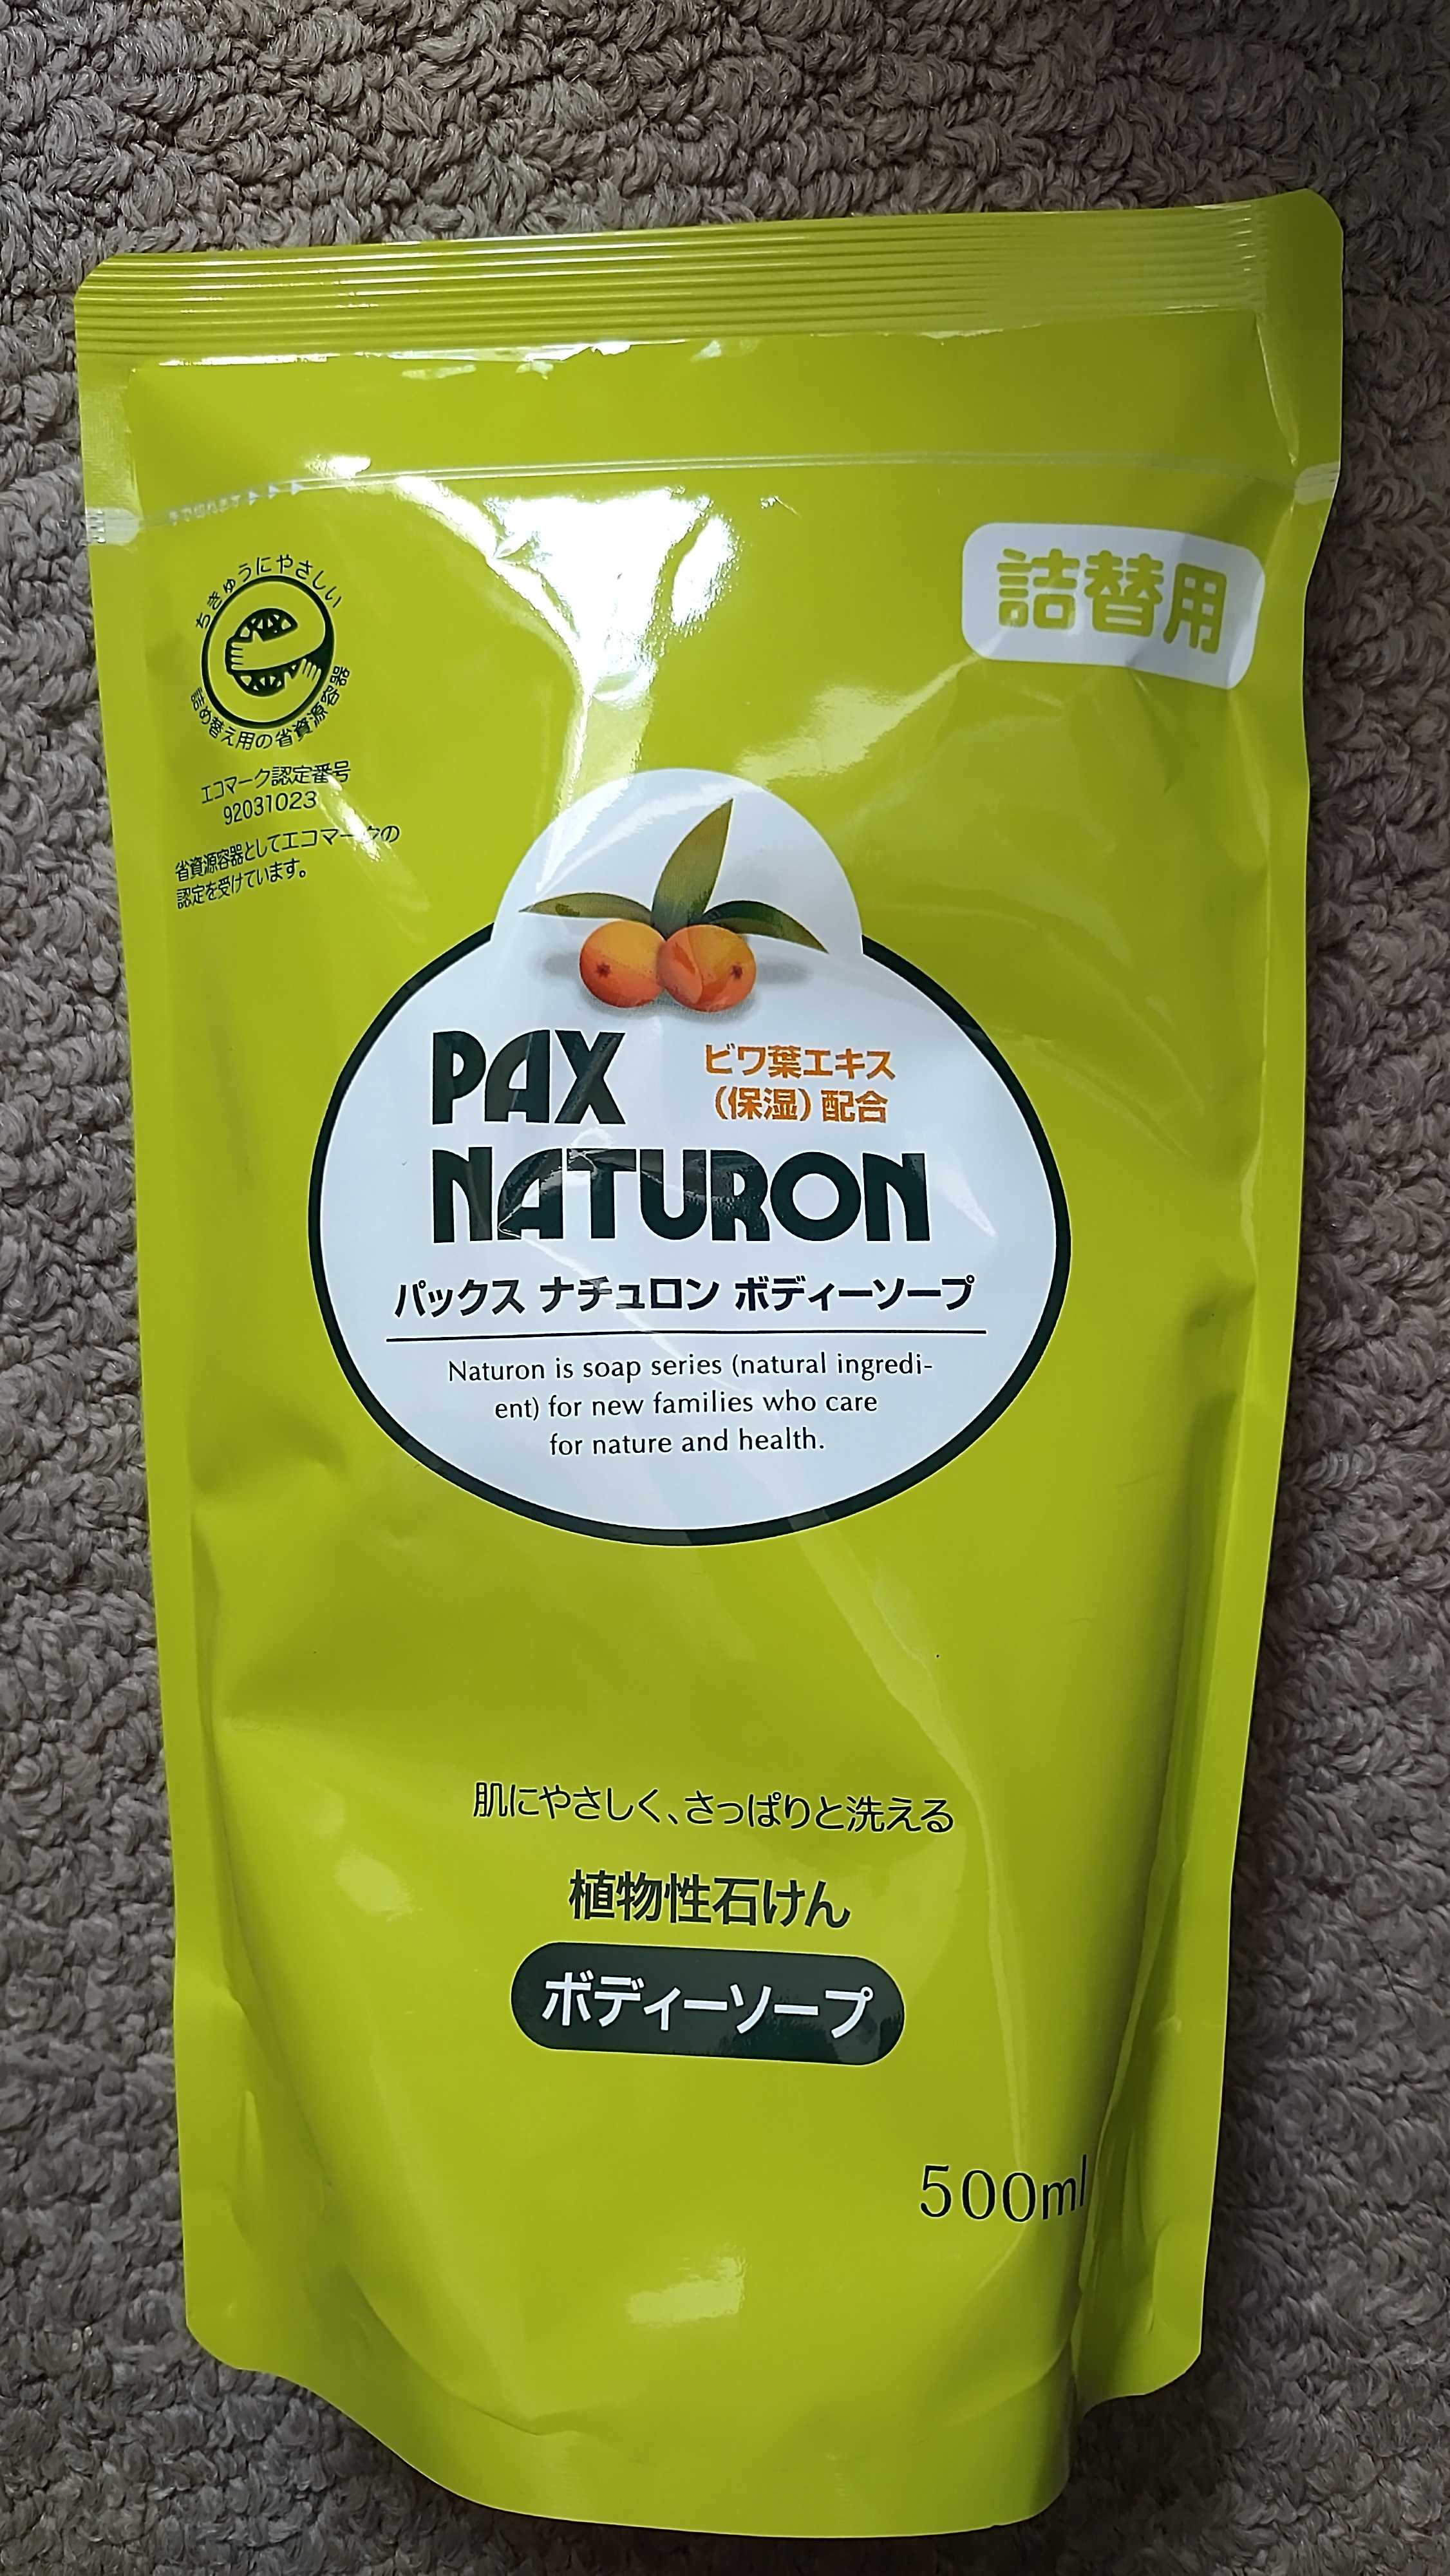 詰替用
ちきゅうにやさしい
詰め替え用の省資源容器
エコマーク認定番号
92031023
省資源容器としてエコマークの
認定を受けています。
PAX
ビワ葉エキス
(保湿)配合
NATURON
パックス ナチュロン ボディーソープ
Naturon is soap series (natural ingredi-
ent) for new families who care
for nature and health.
肌にやさしく、さっぱりと洗える
植物性石けん
ボディーソープ
500ml